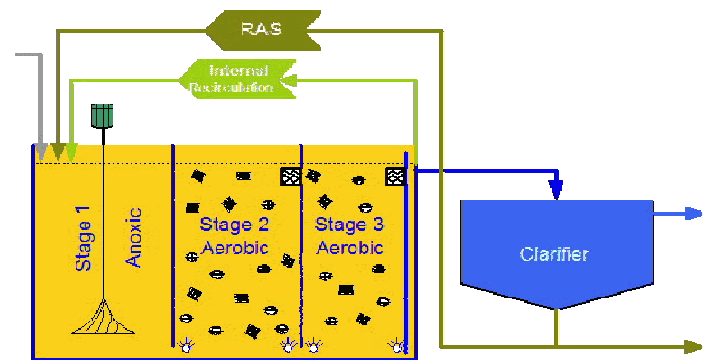 RAS
Internal
Recirculation
Stage 1
Anoxic
Stage 2
Aerobic
Stage 3
Aerobic
Clarifier